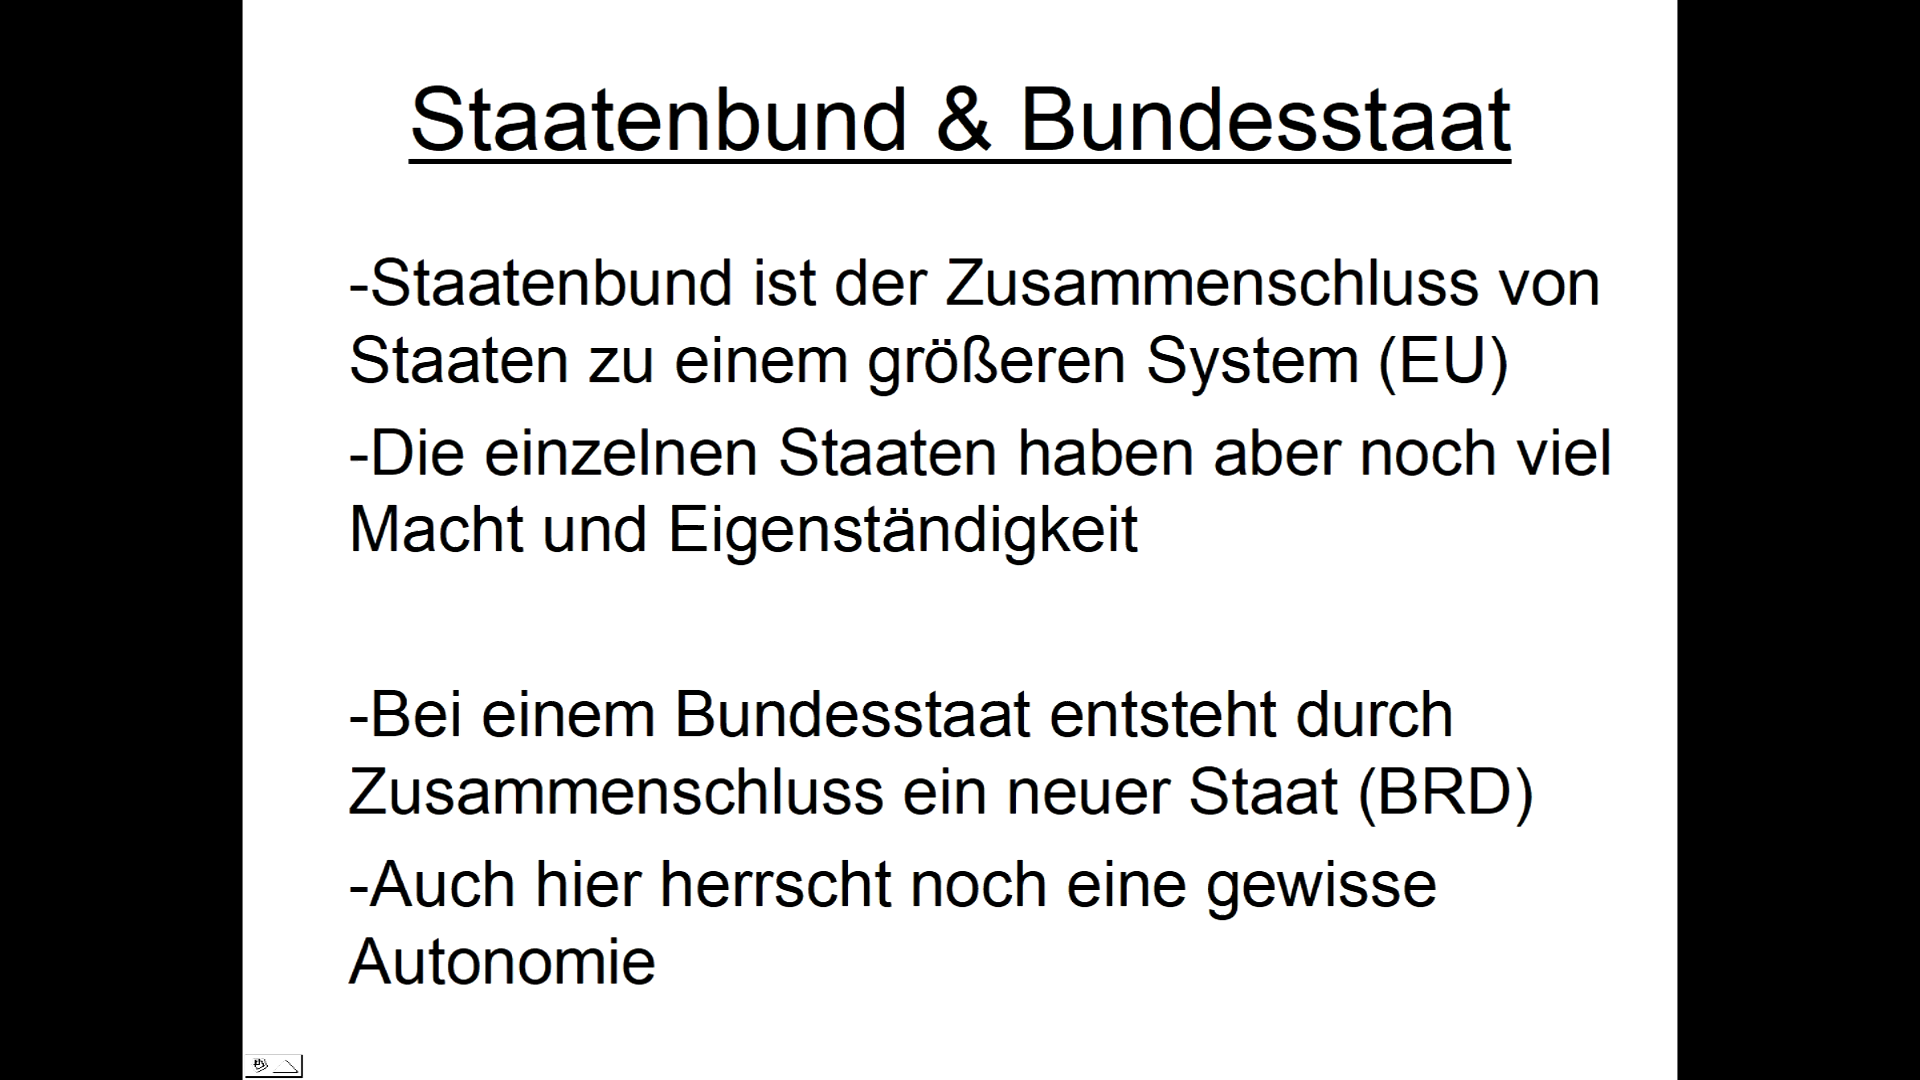 Staatenbund & Bundesstaat
-Staatenbund ist der Zusammenschluss von
Staaten zu einem größeren System (EU)
-Die einzelnen Staaten haben aber noch viel
Macht und Eigenständigkeit
-Bei einem Bundesstaat entsteht durch
Zusammenschluss ein neuer Staat (BRD)
-Auch hier herrscht noch eine gewisse
Autonomie